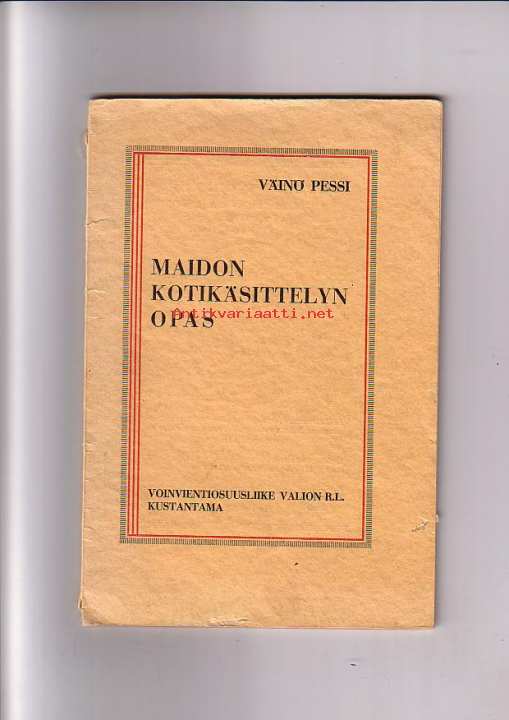 VÄINÖ PESSI
MAIDON
KOTIKÄSITTELYN
OPAS
Antikvariaatti.net
VOINVIENTIOSUUSLIIKE VALION R.L.
KUSTANTAMA